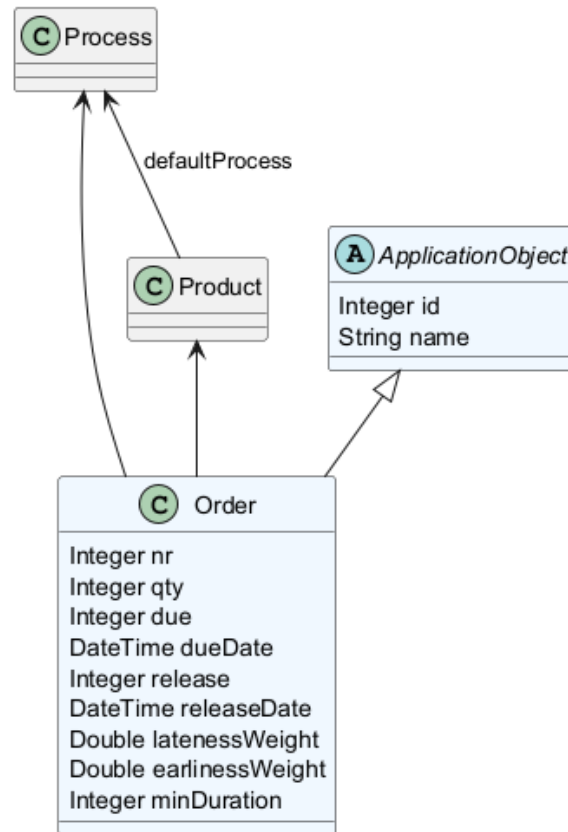 C Process
defaultProcess
C Product
A ApplicationObject
Integer id
String name
C Order
Integer nr
Integer qty
Integer due
DateTime dueDate
Integer release
DateTime releaseDate
Double latenessWeight
Double earlinessWeight
Integer minDuration